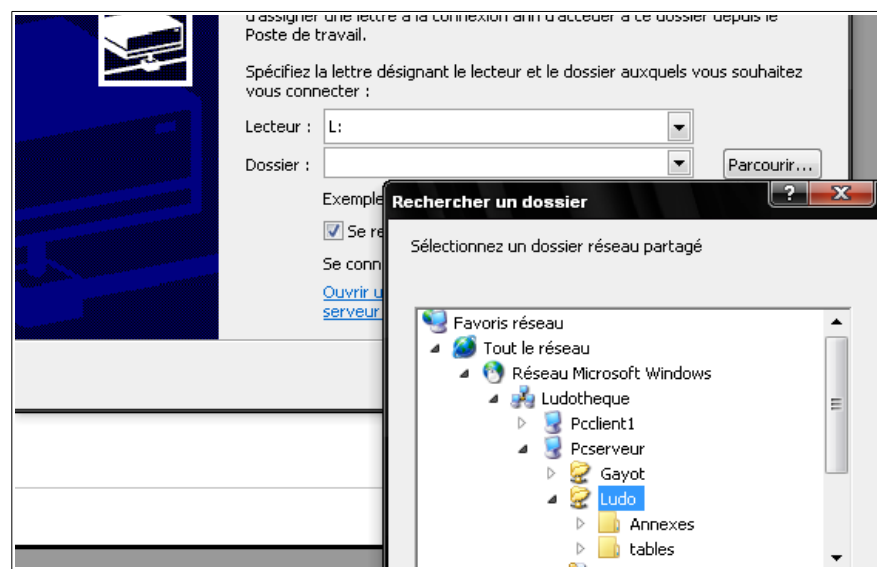 d'assigner une lettre à la connexion afin d'accéder à ce dossier depuis le
Poste de travail.
Spécifiez la lettre désignant le lecteur et le dossier auxquels vous souhaitez
vous connecter :
Lecteur : L:
Dossier : Parcourir...
Exemple
Rechercher un dossier
?
X
Se re
Sélectionnez un dossier réseau partagé
Se conn
Ouvrir u
serveur
Favoris réseau
Tout le réseau
Réseau Microsoft Windows
Ludotheque
Pcclient1
Pcserveur
Gayot
Ludo
Annexes
tables